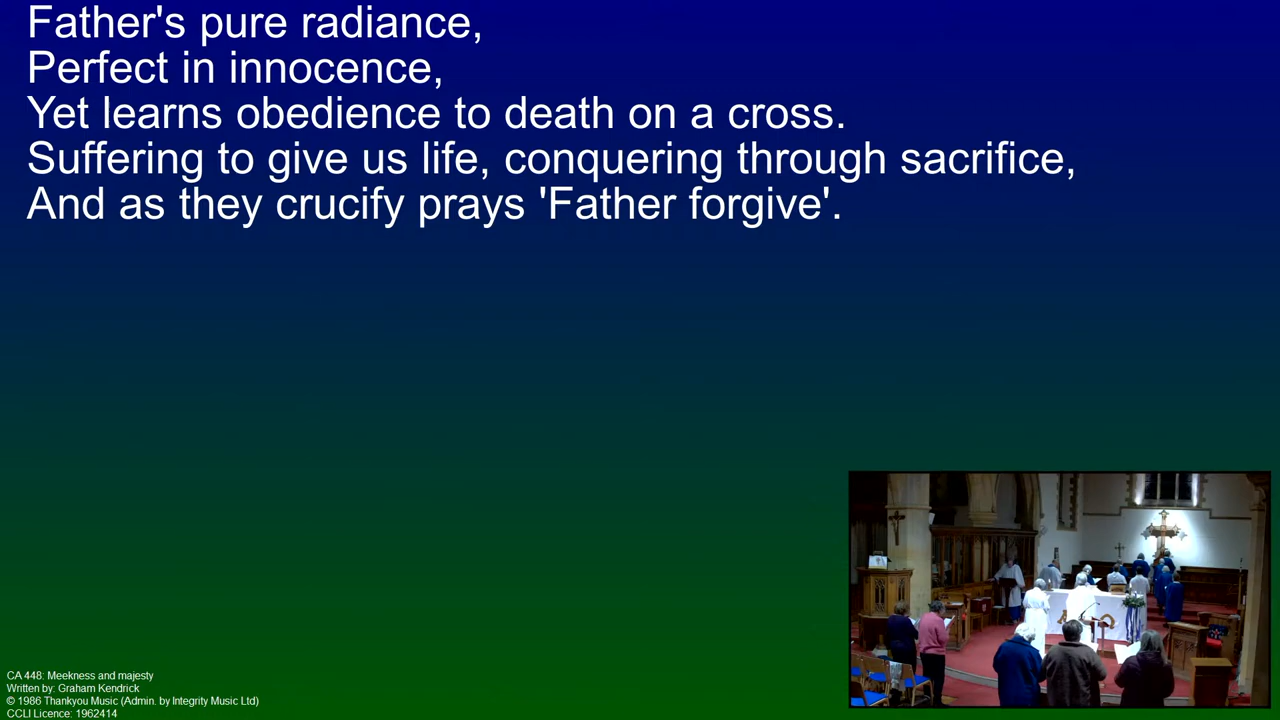 Father's pure radiance,
Perfect in innocence,
Yet learns obedience to death on a cross.
Suffering to give us life, conquering through sacrifice,
And as they crucify prays 'Father forgive'.
CA 448: Meekness and majesty
Written by: Graham Kendrick
© 1986 Thankyou Music (Admin. by Integrity Music Ltd)
CCLI Licence: 1962414